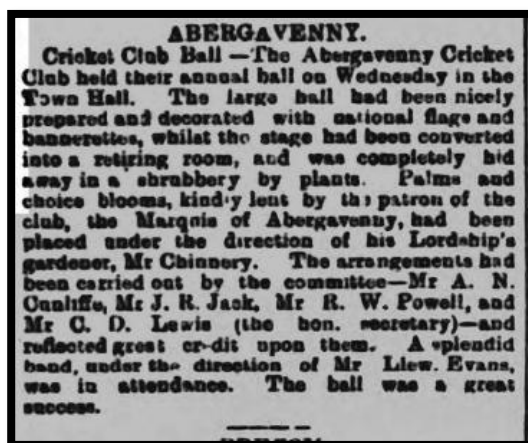 ABERGAVENNY.
Cricket Club Ball —The Abergavenny Cricket
Club held their annual ball on Wednesday in the
Town Hall. The large hall had been nicely
prepared and decorated with national flags and
bannerettes, whilst the stage had been converted
into a retiring room, and was completely hid
away in a shrubbery by plants. Palms and
choice blooms, kindly lent by the patron of the
club, the Marquis of Abergavenny, had been
placed under the direction of his Lordship's
gardener, Mr Chinnery. The arrangements had
been carried out by the committee—Mr A. N.
Cunliffe, Mr J. R. Jack, Mr R. W. Powell, and
Mr C. D. Lewis (the hon. secretary)—and
reflected great credit upon them. A splendid
band, under the direction of Mr Llew. Evans,
was in attendance. The ball was a great
success.